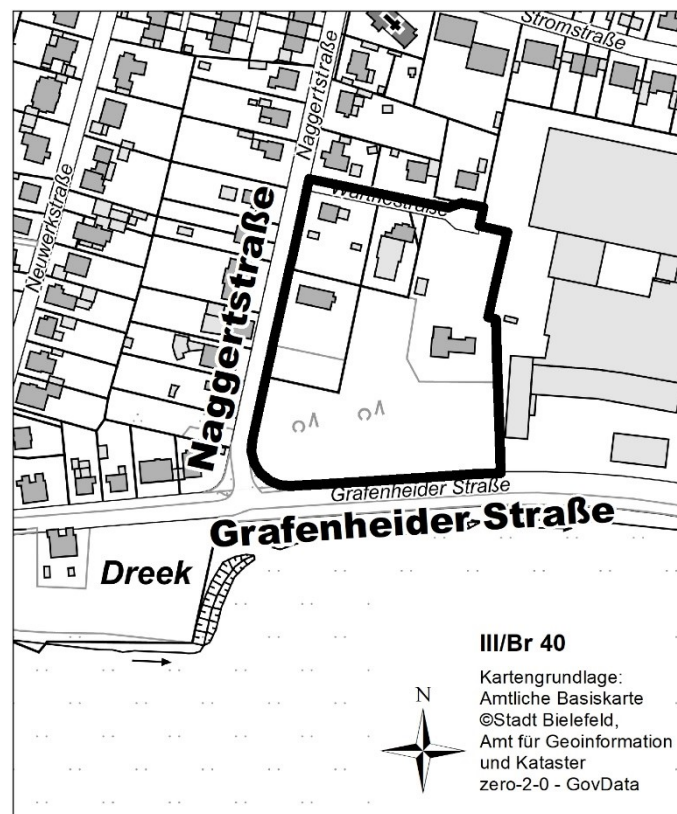 Stromstraße
Naggertstraße
Neuwerkstraße
Warthestraße
Naggertstraße
Grafenheider Straße
Grafenheider Straße
Dreek
III/Br 40
Kartengrundlage:
Amtliche Basiskarte
©Stadt Bielefeld,
Amt für Geoinformation
und Kataster
zero-2-0 - GovData
N